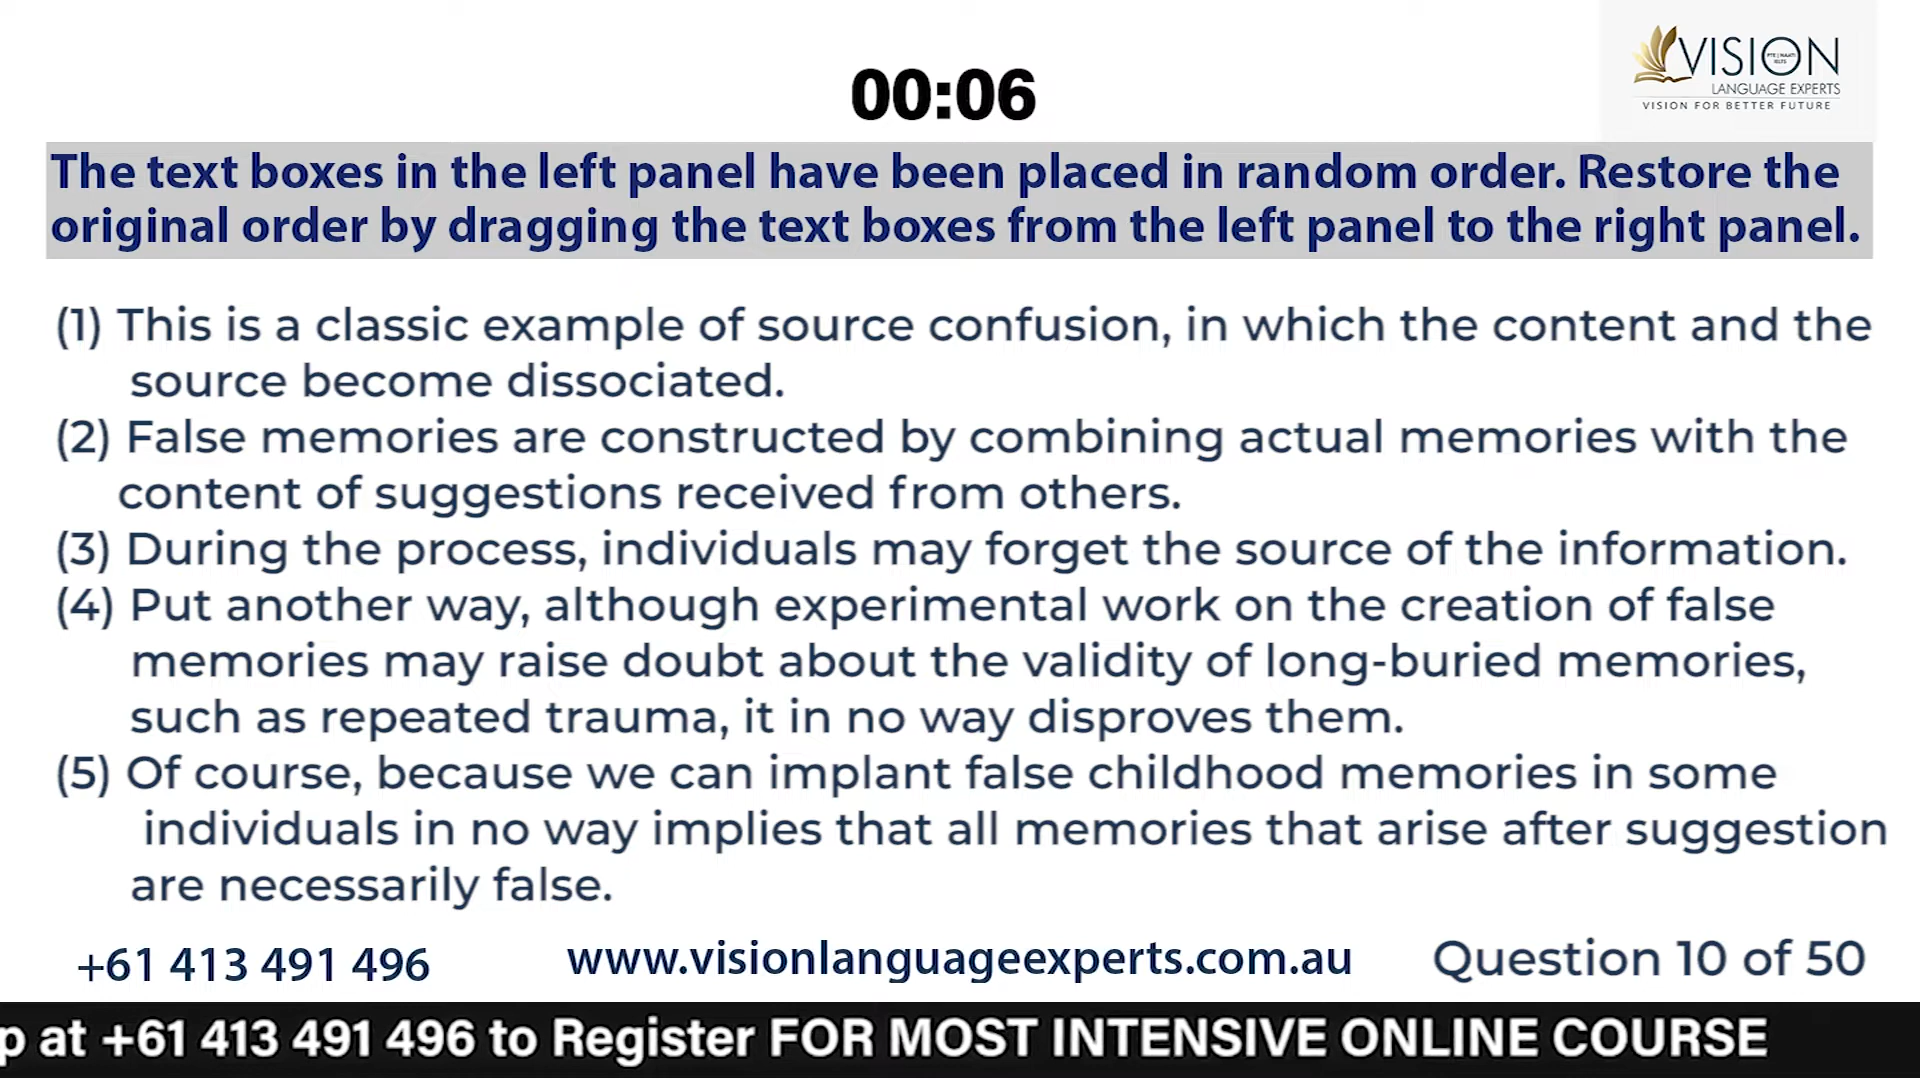 00:06
VISION
PTE | NAATI
IELTS
LANGUAGE EXPERTS
VISION FOR BETTER FUTURE
The text boxes in the left panel have been placed in random order. Restore the
original order by dragging the text boxes from the left panel to the right panel.
(1) This is a classic example of source confusion, in which the content and the
source become dissociated.
(2) False memories are constructed by combining actual memories with the
content of suggestions received from others.
(3) During the process, individuals may forget the source of the information.
(4) Put another way, although experimental work on the creation of false
memories may raise doubt about the validity of long-buried memories,
such as repeated trauma, it in no way disproves them.
(5) Of course, because we can implant false childhood memories in some
individuals in no way implies that all memories that arise after suggestion
are necessarily false.
+61 413 491 496
www.visionlanguageexperts.com.au
Question 10 of 50
p at +61 413 491 496 to Register FOR MOST INTENSIVE ONLINE COURSE